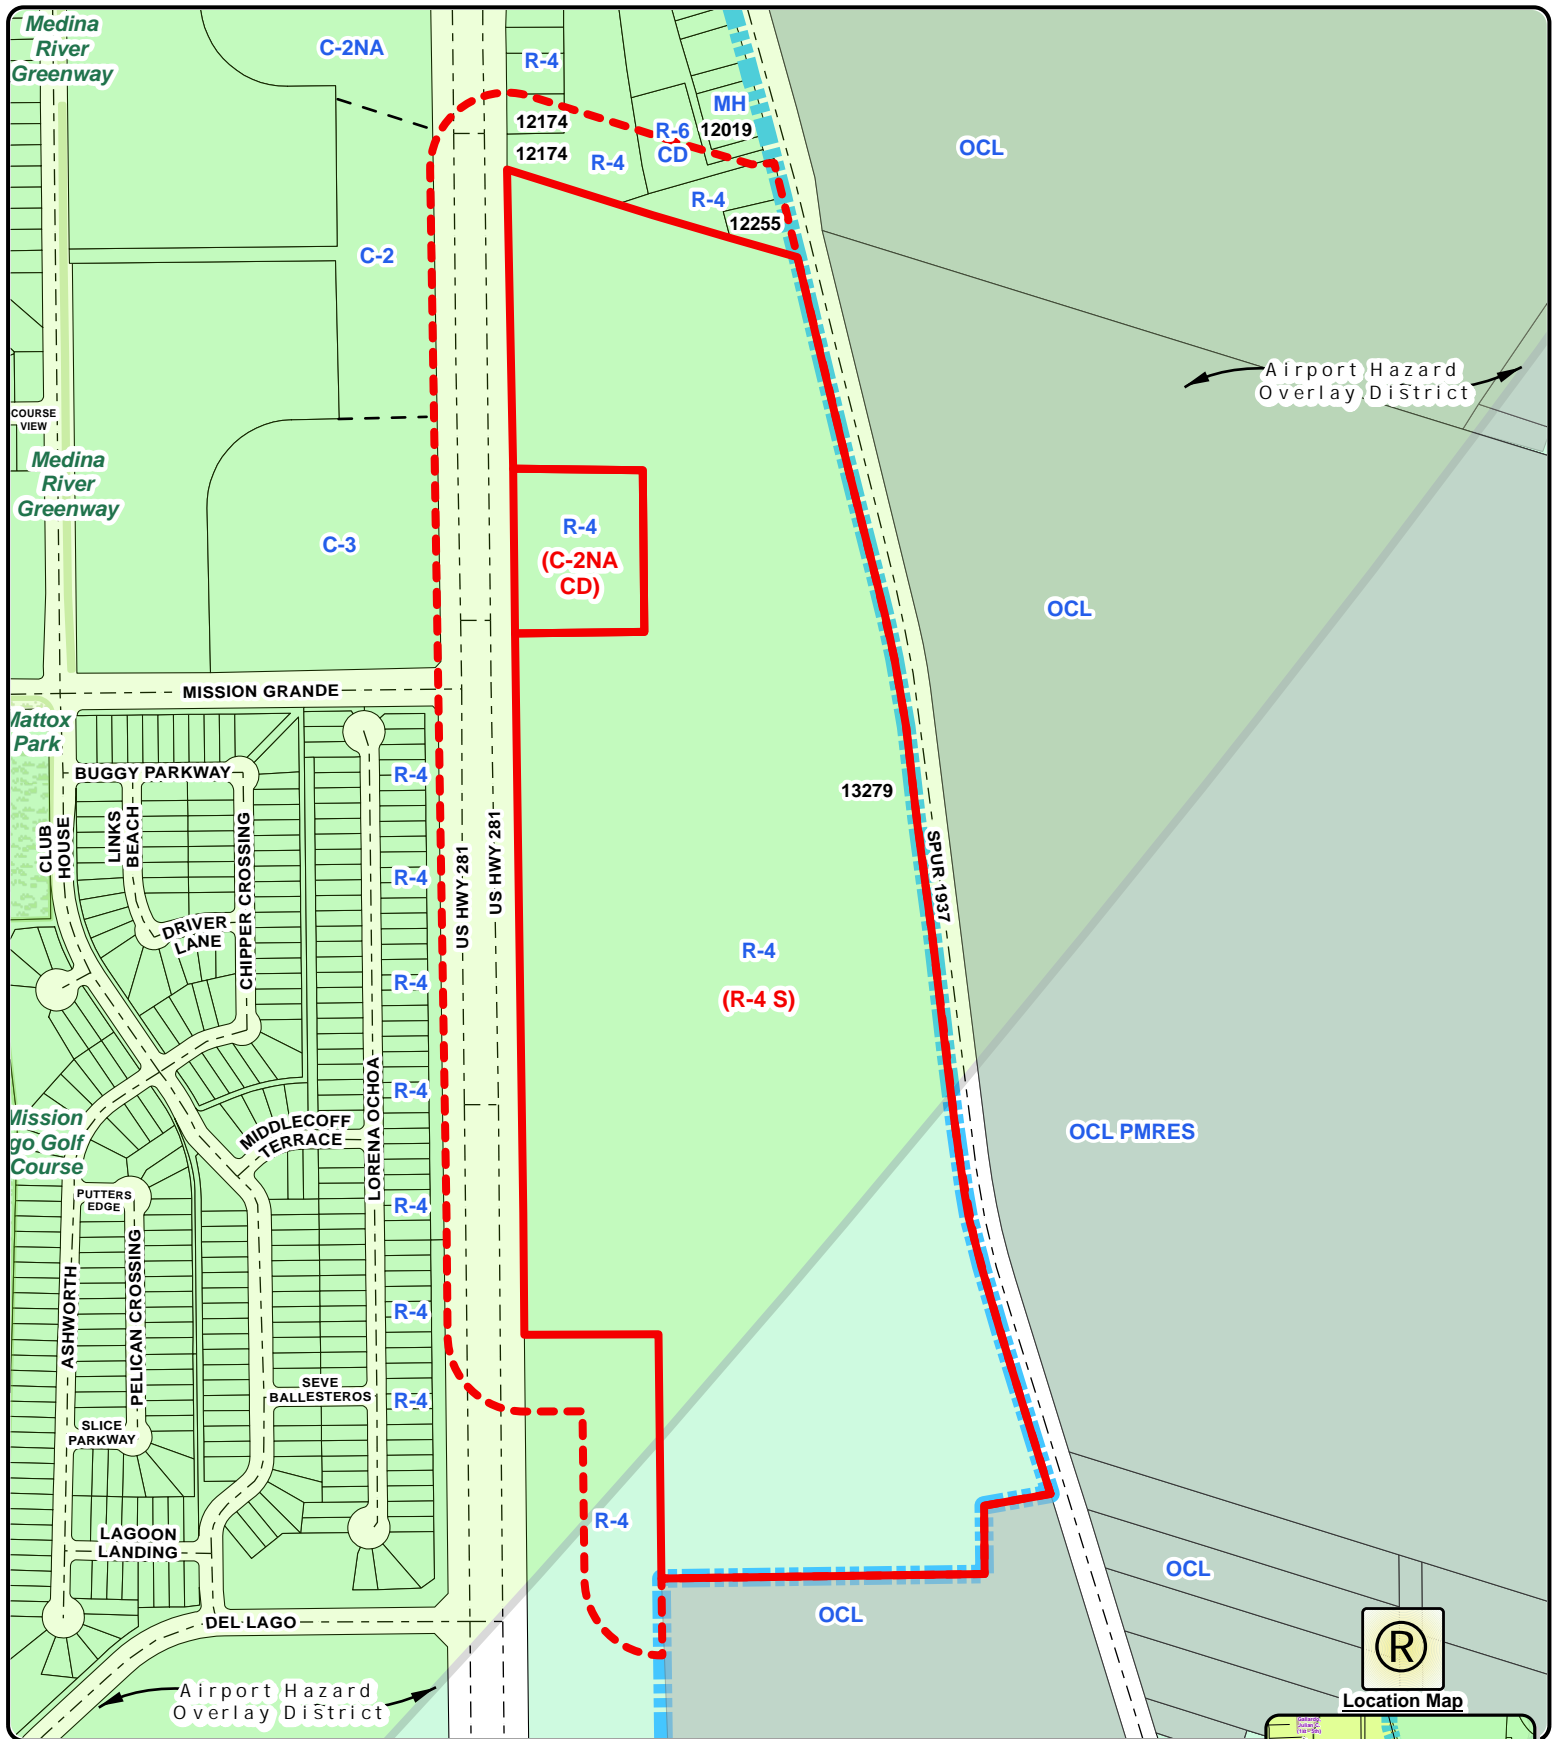 Medina
River
Greenway
C-2NA
R-4
MH
12174
R-6
CD
12019
12174
R-4
OCL
R-4
12255
C-2
Airport Hazard
Overlay District
COURSE
VIEW
Medina
River
Greenway
R-4
(C-2NA
CD)
C-3
OCL
MISSION GRANDE
Mattox
Park
BUGGY PARKWAY
R-4
13279
LINKS
BEACH
CLUB
HOUSE
CHIPPER CROSSING
US HWY 281
US HWY 281
SPUR 1937
R-4
DRIVER
LANE
R-4
(R-4 S)
R-4
R-4
Mission
go Golf
Course
MIDDLECOFF
TERRACE
LORENA OCHOA
OCL PMRES
PUTTERS
EDGE
R-4
ASHWORTH
PELICAN CROSSING
R-4
SEVE
BALLESTEROS
R-4
SLICE
PARKWAY
R-4
LAGOON
LANDING
OCL
DEL LAGO
OCL
Airport Hazard
Overlay District
R
Location Map